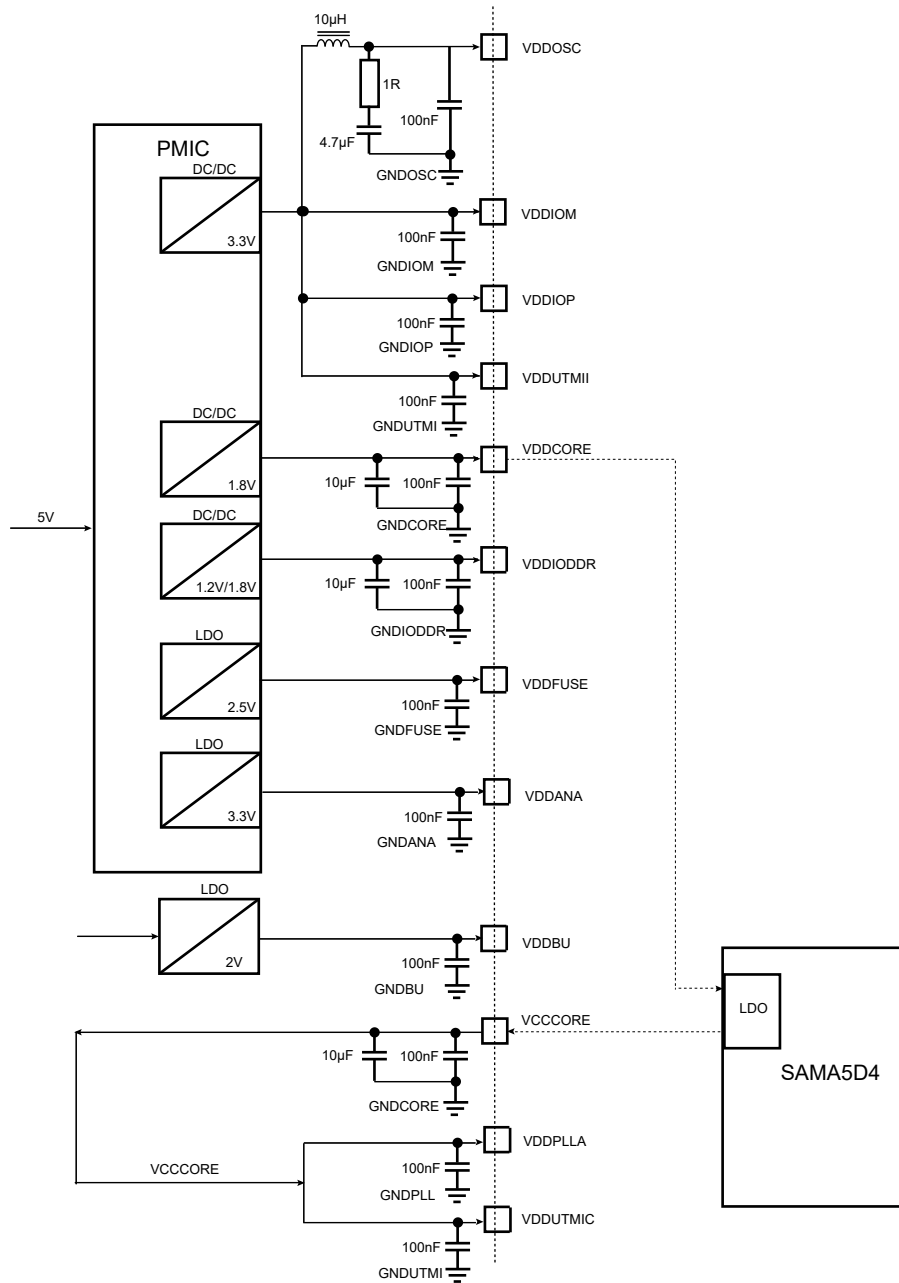 10µH
VDDOSC
1R
4.7µF
100nF
GNDOSC
PMIC
DC/DC
3.3V
VDDIOM
100nF
GNDIOM
VDDIOP
100nF
GNDIOP
VDDUTMII
100nF
GNDUTMI
DC/DC
1.8V
VDDCORE
10µF
100nF
GNDCORE
5V
DC/DC
1.2V/1.8V
VDDIODDR
10µF
100nF
GNDIODDR
LDO
2.5V
VDDFUSE
100nF
GNDFUSE
LDO
3.3V
VDDANA
100nF
GNDANA
LDO
2V
VDDBU
100nF
GNDBU
VCCCORE
10µF
100nF
GNDCORE
LDO
SAMA5D4
VCCCORE
VDDPLLA
100nF
GNDPLL
VDDUTMIC
100nF
GNDUTMI